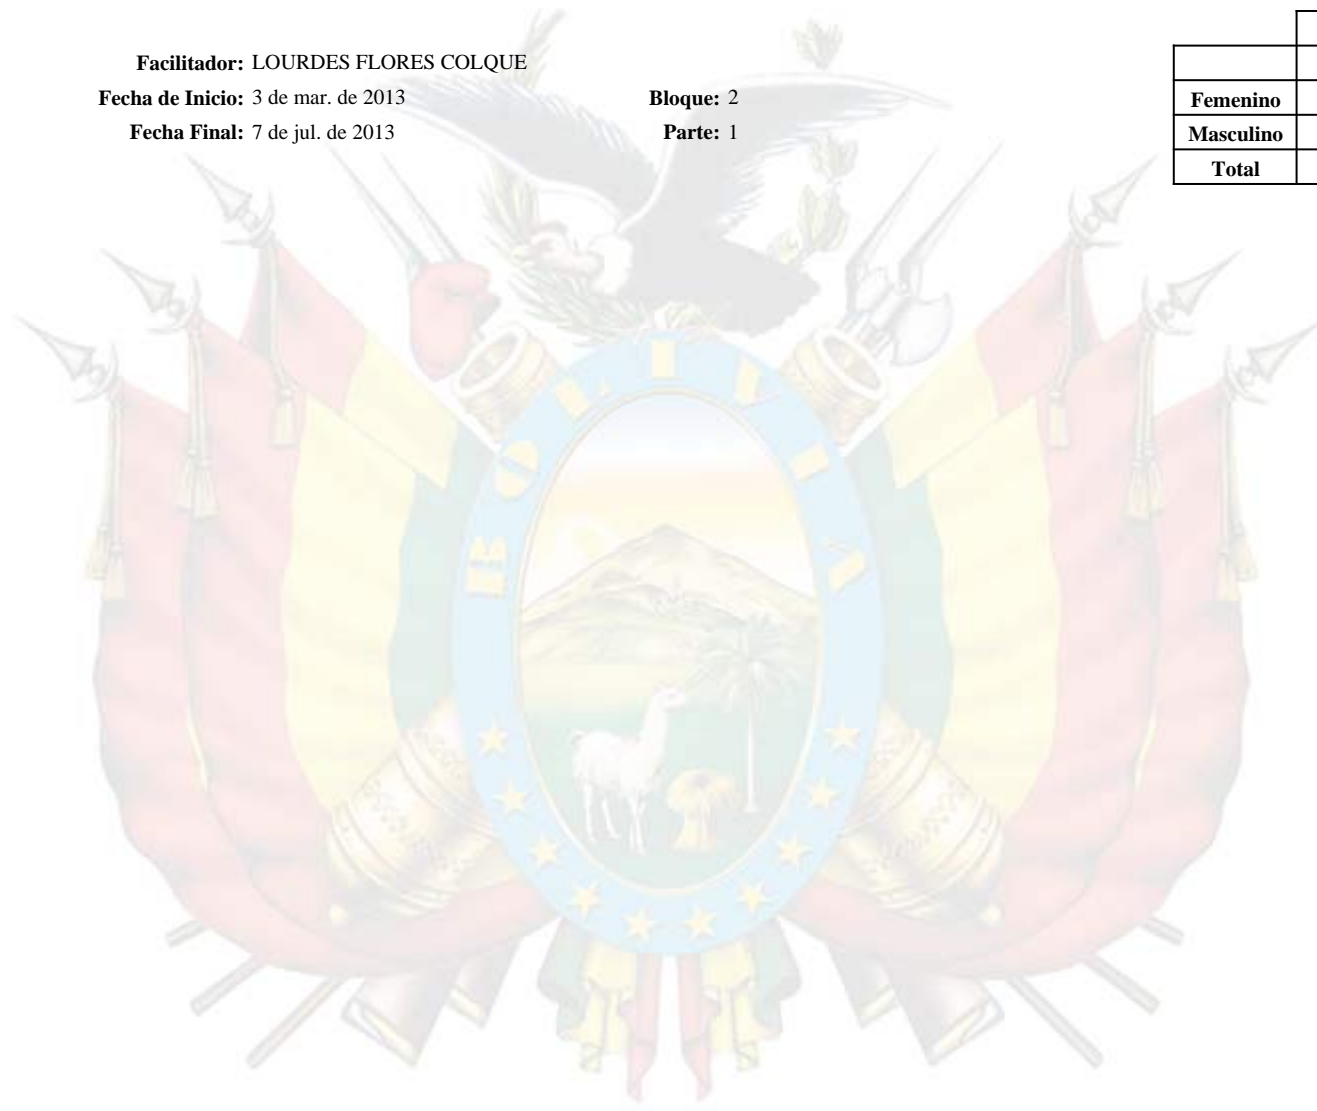 Facilitador: LOURDES FLORES COLQUE
Fecha de Inicio: 3 de mar. de 2013 Bloque: 2
Fecha Final: 7 de jul. de 2013 Parte: 1
Femenino
Masculino
Total
BOLIVIA